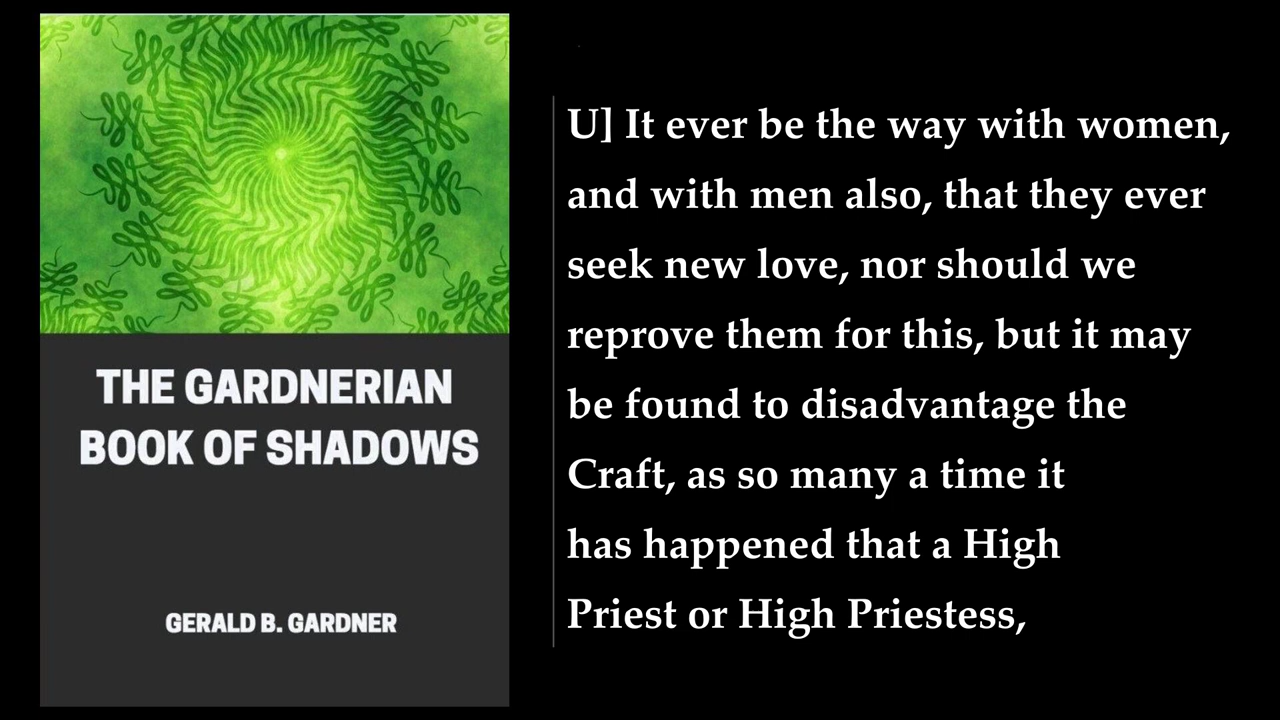 THE GARDNERIAN
BOOK OF SHADOWS
GERALD B. GARDNER
U] It ever be the way with women,
and with men also, that they ever
seek new love, nor should we
reprove them for this, but it may
be found to disadvantage the
Craft, as so many a time it
has happened that a High
Priest or High Priestess,